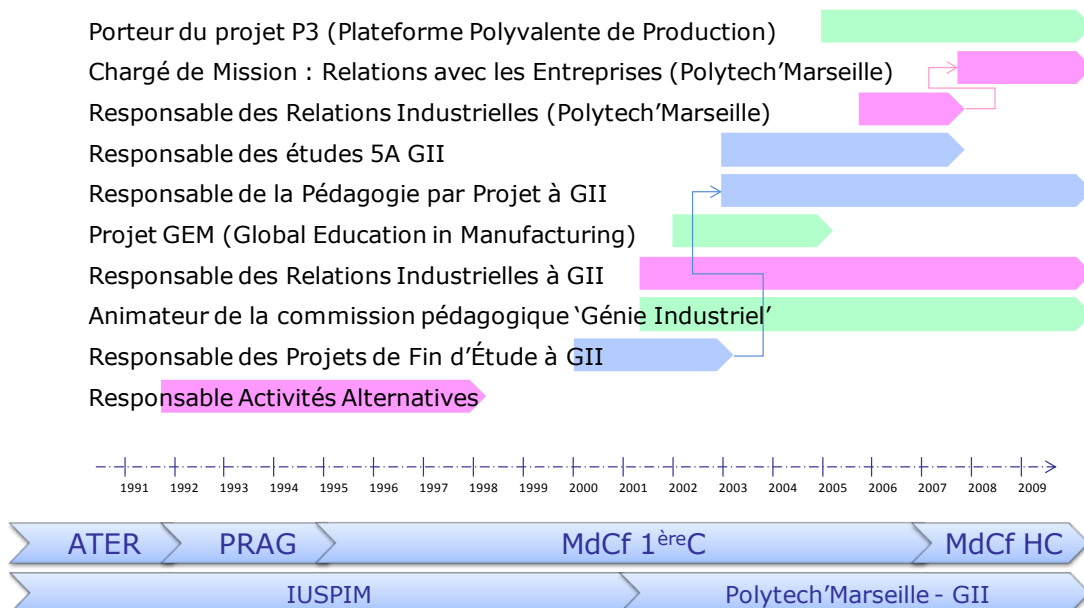 Porteur du projet P3 (Plateforme Polyvalente de Production)
Chargé de Mission : Relations avec les Entreprises (Polytech'Marseille)
Responsable des Relations Industrielles (Polytech'Marseille)
Responsable des études 5A GII
Responsable de la Pédagogie par Projet à GII
Projet GEM (Global Education in Manufacturing)
Responsable des Relations Industrielles à GII
Animateur de la commission pédagogique ‘Génie Industriel’
Responsable des Projets de Fin d’Étude à GII
Responsable Activités Alternatives
1991 1992 1993 1994 1995 1996 1997 1998 1999 2000 2001 2002 2003 2004 2005 2006 2007 2008 2009
ATER PRAG MdCf 1èreC MdCf HC
IUSPIM Polytech’Marseille - GII